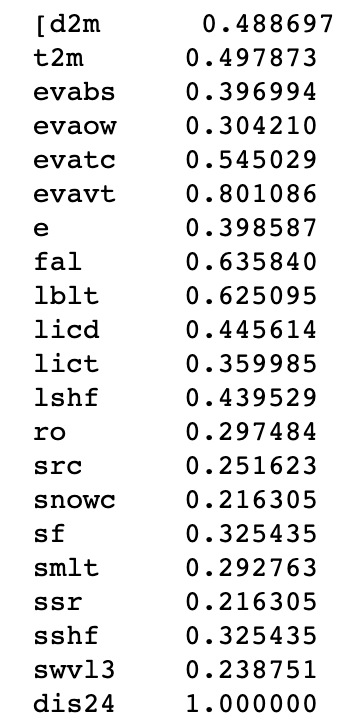 [d2m 0.488697
t2m 0.497873
evabs 0.396994
evaow 0.304210
evatc 0.545029
evavt 0.801086
e 0.398587
fal 0.635840
lblt 0.625095
licd 0.445614
lict 0.359985
lshf 0.439529
ro 0.297484
src 0.251623
snowc 0.216305
sf 0.325435
smlt 0.292763
ssr 0.216305
sshf 0.325435
swvl3 0.238751
dis24 1.000000